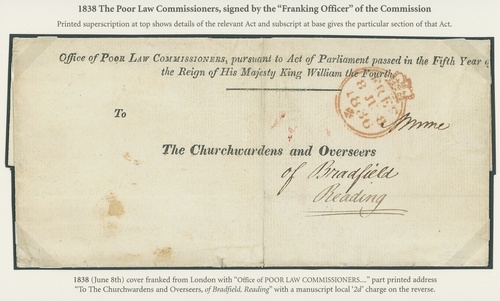 1838 The Poor Law Commissioners, signed by the “Franking Officer” of the Commission
Printed superscription at top shows details of the relevant Act and subscript at base gives the particular section of that Act.
Office of POOR LAW COMMISSIONERS, pursuant to Act of Parliament passed in the Fifth Year of
the Reign of His Majesty King William the Fourth
FREE
8 JU 8
To
The Churchwardens and Overseers
of Bradfield
Reading
1838 (June 8th) cover franked from London with “Office of POOR LAW COMMISSIONERS....” part printed address
“To The Churchwardens and Overseers, of Bradfield, Reading” with a manuscript local ‘2d’ charge on the reverse.